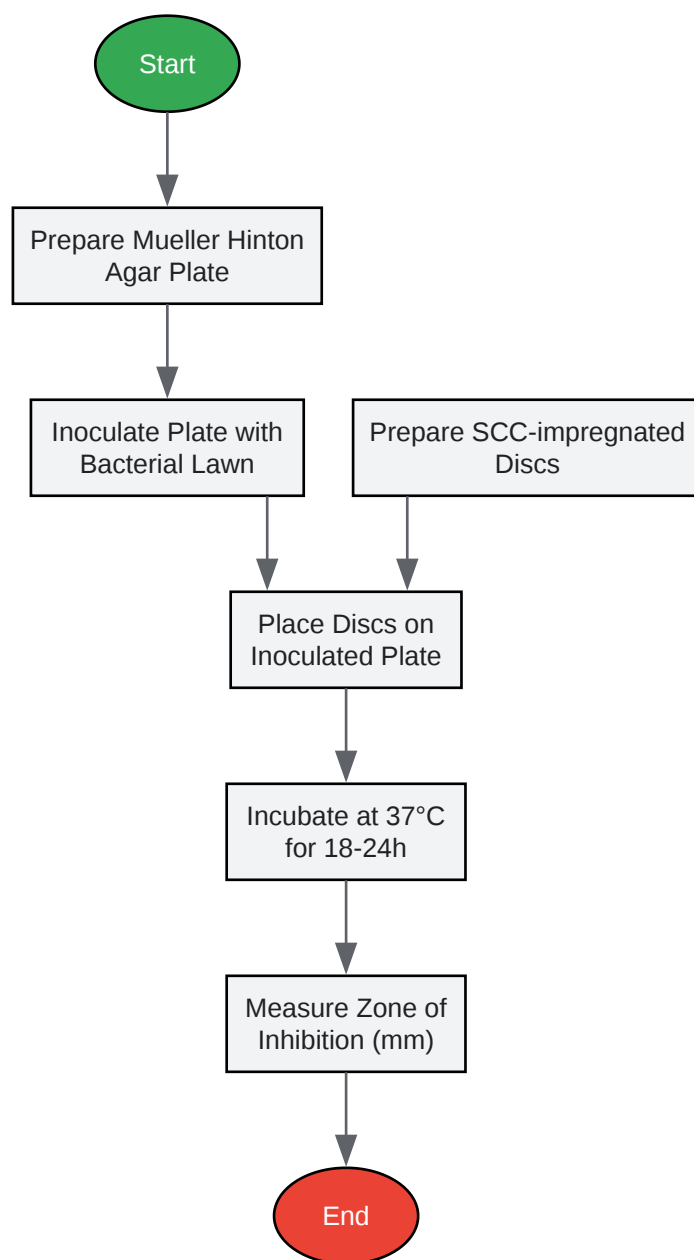 Start
Prepare Mueller Hinton
Agar Plate
Inoculate Plate with
Bacterial Lawn
Prepare SCC-impregnated
Discs
Place Discs on
Inoculated Plate
Incubate at 37°C
for 18-24h
Measure Zone of
Inhibition (mm)
End